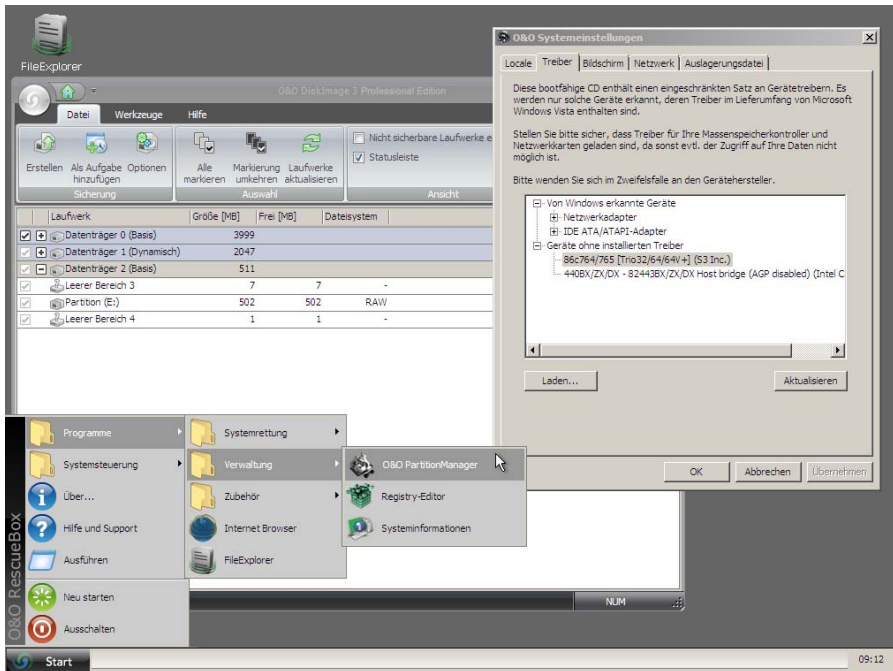 FileExplorer
O&O DiskImage 3 Professional Edition
Datei Werkzeuge Hilfe
Erstellen
Als Aufgabe hinzufügen
Optionen
Sicherung
Alle markieren
Markierung umkehren
Laufwerke aktualisieren
Auswahl
Nicht sicherbare Laufwerke e
Statusleiste
Ansicht
Laufwerk Größe [MB] Frei [MB] Dateisystem
Datenträger 0 (Basis) 3999
Datenträger 1 (Dynamisch) 2047
Datenträger 2 (Basis) 511
Leerer Bereich 3 7 7 -
Partition (E:) 502 502 RAW
Leerer Bereich 4 1 1 -
NUM
O&O Systemeinstellungen
Locale Treiber Bildschirm Netzwerk Auslagerungsdatei
Diese bootfähige CD enthält einen eingeschränkten Satz an Gerätetreibern. Es
werden nur solche Geräte erkannt, deren Treiber im Lieferumfang von Microsoft
Windows Vista enthalten sind.
Stellen Sie bitte sicher, dass Treiber für Ihre Massenspeicherkontroller und
Netzwerkkarten geladen sind, da sonst evtl. der Zugriff auf Ihre Daten nicht
möglich ist.
Bitte wenden Sie sich im Zweifelsfalle an den Gerätehersteller.
Von Windows erkannte Geräte
Netzwerkadapter
IDE ATA/ATAPI-Adapter
Geräte ohne installierten Treiber
86c764/765 [Trio32/64/64V+] (S3 Inc.)
440BX/ZX/DX - 82443BX/ZX/DX Host bridge (AGP disabled) (Intel C
Laden... Aktualisieren
OK Abbrechen Übernehmen
O&O RescueBox
Programme
Systemsteuerung
Über...
Hilfe und Support
Ausführen
Neu starten
Ausschalten
Systemrettung
Verwaltung
Zubehör
Internet Browser
FileExplorer
O&O PartitionManager
Registry-Editor
Systeminformationen
Start
09:12